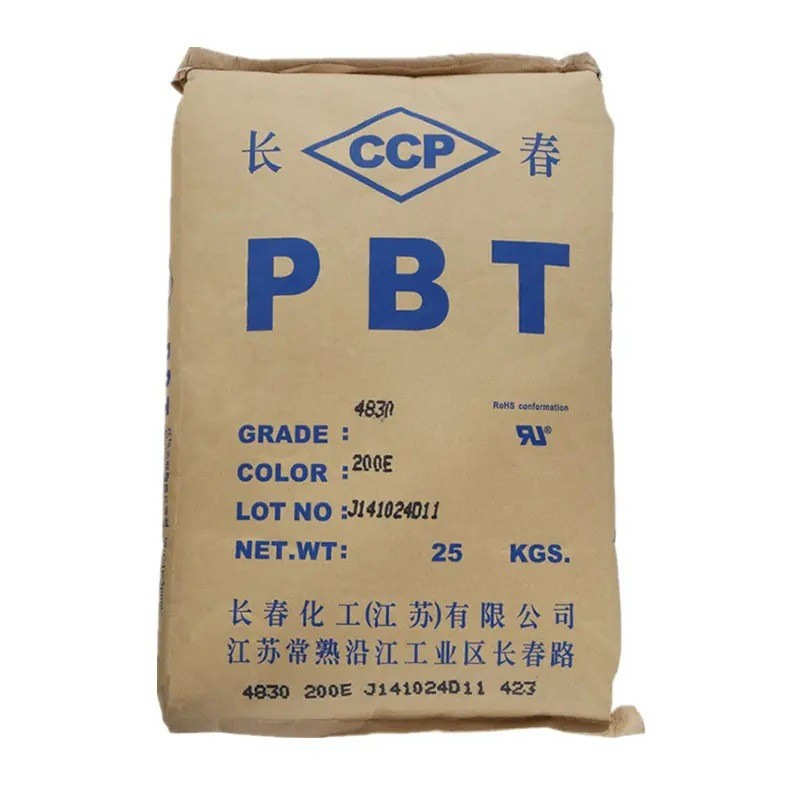 长 CCP 春
PBT
4830
RoHS conformation
GRADE :
RU®
COLOR : 200E
LOT NO : J141024D11
NET.WT: 25 KGS.
长春化工(江苏)有限公司
江苏常熟沿江工业区长春路
4830 200E J141024D11 423
PBT